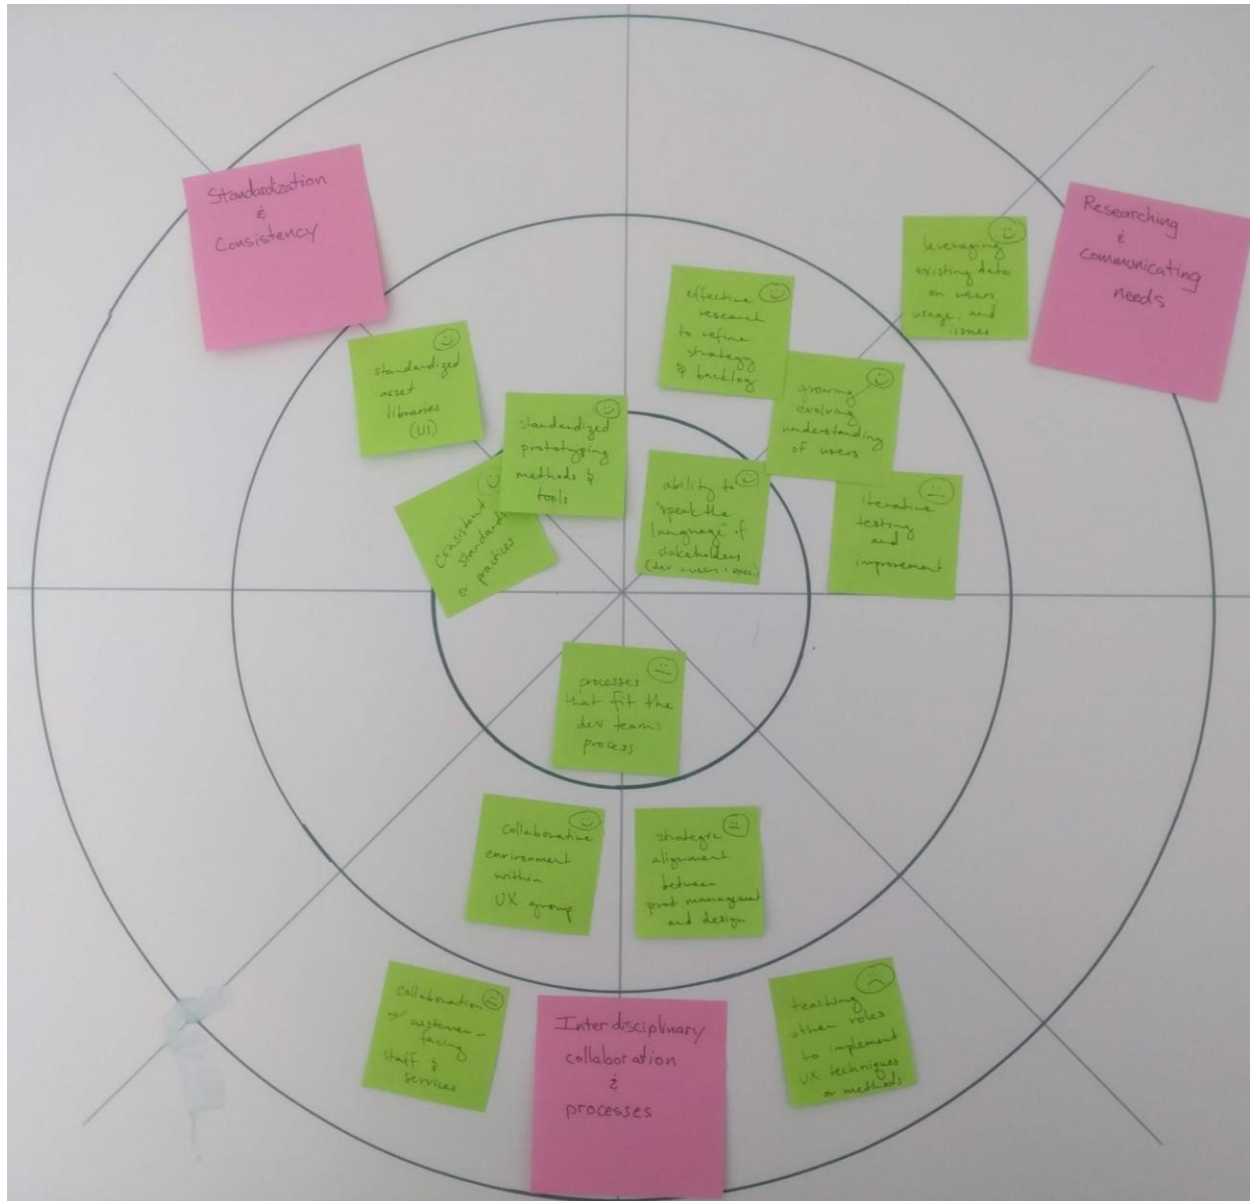 Standardization
&
Consistency
standardized
asset
libraries
(UI)
standardized
prototyping
methods &
tools
consistent
standards
or practices
Researching
&
communicating
needs
leveraging
existing data
on users,
usage, and
issues
effective
research
to refine
strategy
& backlog
growing
evolving
understanding
of users
ability to
"speak the
language" of
stakeholders
(dev + users + exec)
iterative
testing
and
improvement
processes
that fit the
dev team's
process
collaborative
environment
within
UX group
strategic
alignment
between
prod management
and design
collaboration
w/ customer-
facing
staff &
services
Interdisciplinary
collaboration
&
processes
teaching
other roles
to implement
UX techniques
or methods